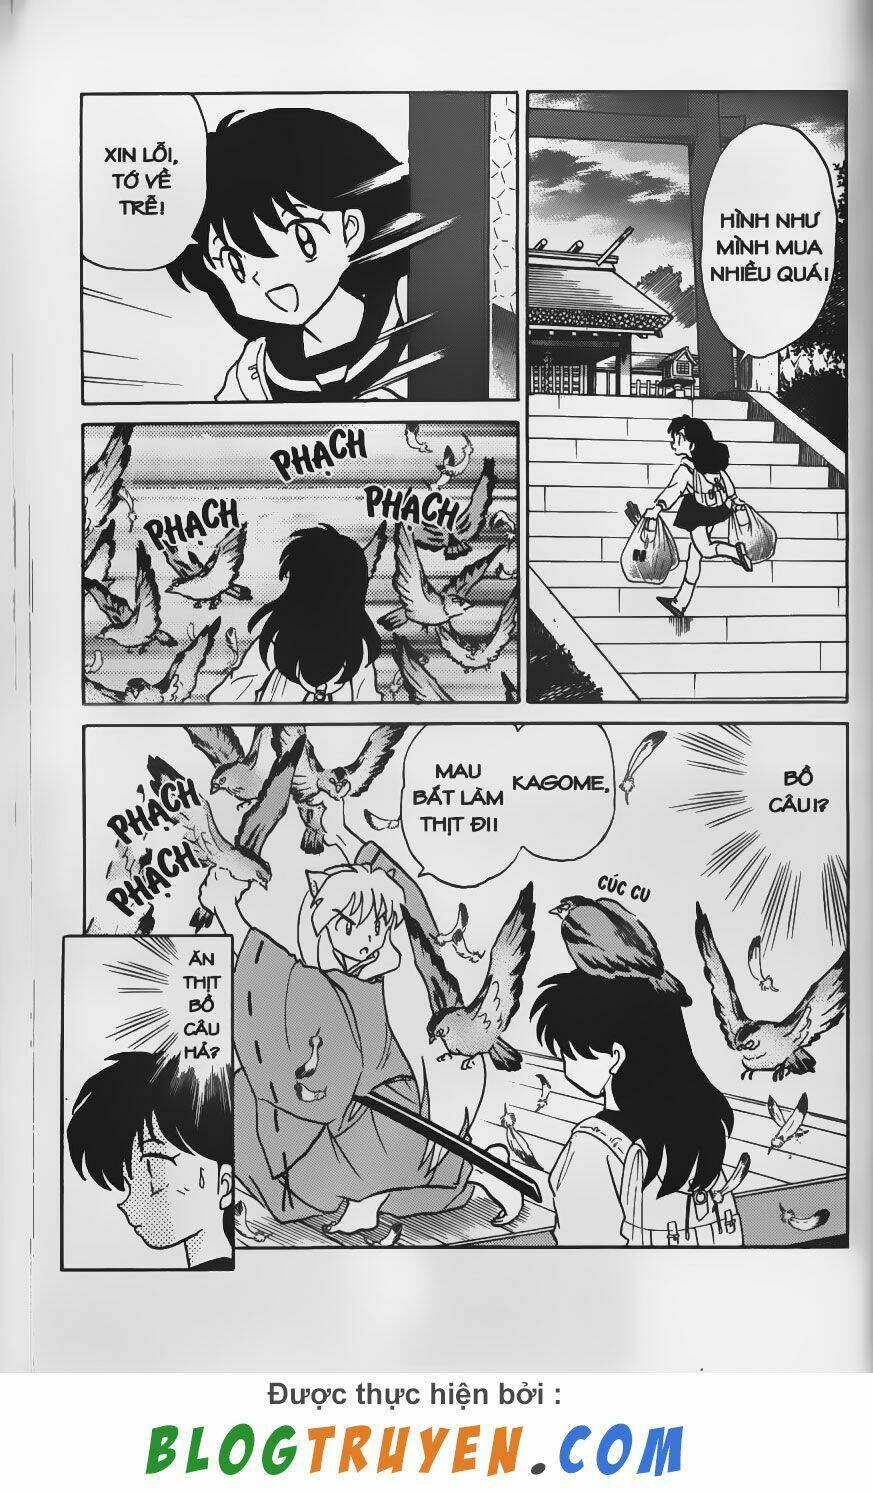 HÌNH NHƯ
MÌNH MUA
NHIỀU QUÁ!
XIN LỖI,
TỚ VỀ
TRỄ!
PHẠCH
PHẠCH
PHẠCH
BỒ
CÂU!?
KAGOME,
MAU
BẮT LÀM
THỊT ĐI!
CÚC CU
PHẠCH
PHẠCH
ĂN
THỊT
BỒ
CÂU
HẢ?
Được thực hiện bởi :
BLOGTRUYEN.COM